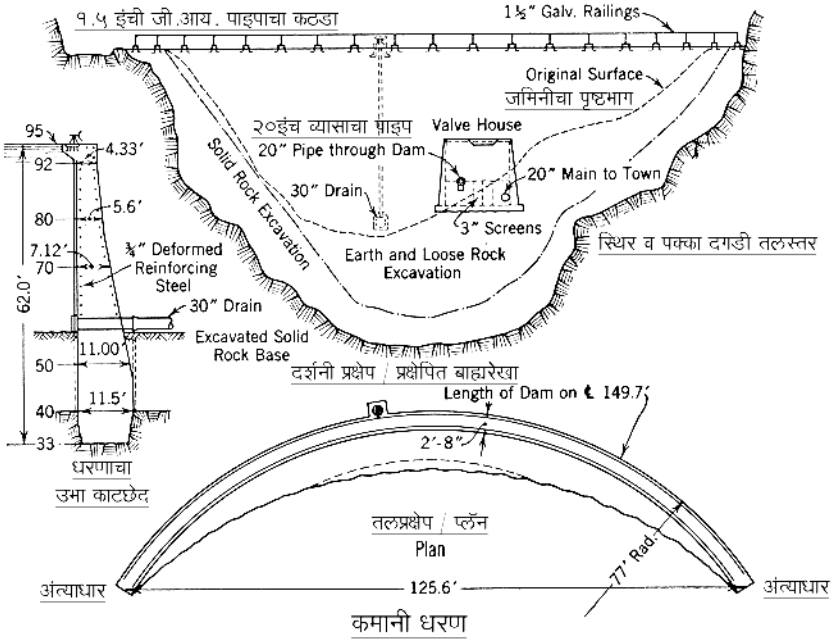 १.५ इंची जी.आय. पाइपाचा कठडा
1½" Galv. Railings
Original Surface
जमिनीचा पृष्टभाग
२०इंच व्यासाचा पाइप
Valve House
20" Pipe through Dam
20" Main to Town
30" Drain
3" Screens
Solid Rock Excavation
Earth and Loose Rock
Excavation
स्थिर व पक्का दगडी तलस्तर
95
4.33'
92
80
5.6'
7.12'
70
¾" Deformed
Reinforcing
Steel
62.0'
30" Drain
Excavated Solid
Rock Base
11.00'
50
40
11.5'
33
धरणाचा
उभा काटछेद
दर्शनी प्रक्षेप / प्रक्षेपित बाह्यरेखा
Length of Dam on ℄ 149.7'
2'-8"
तलप्रक्षेप / प्लॅन
Plan
77' Rad.
अंत्याधार
125.6'
अंत्याधार
कमानी धरण